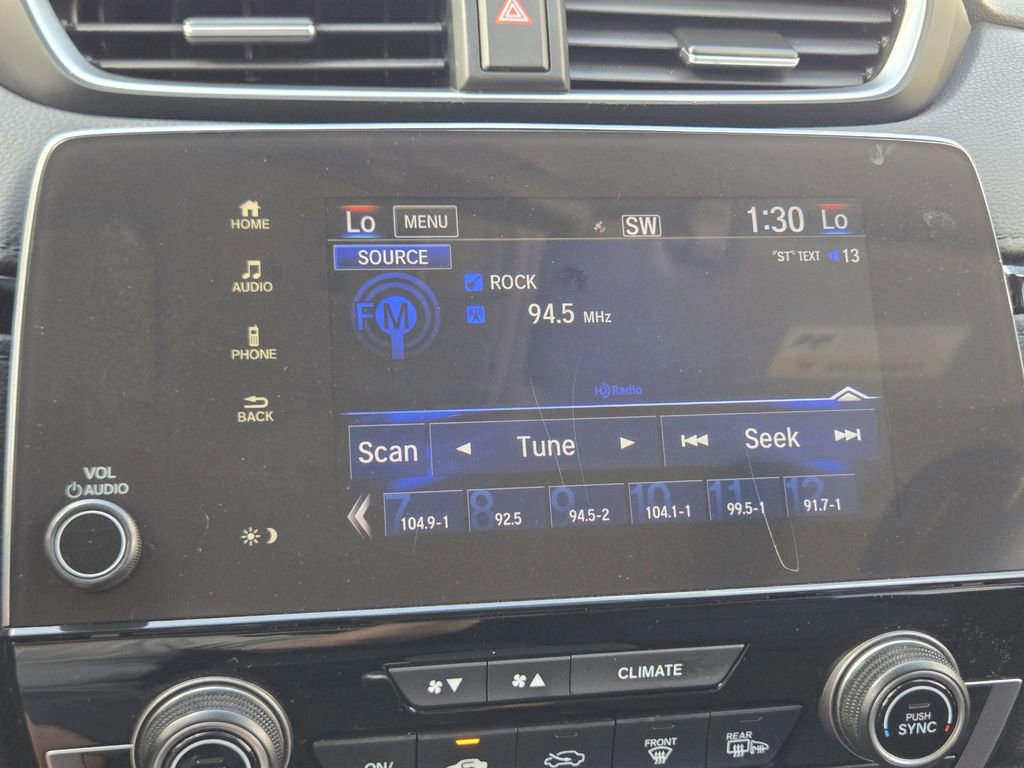 HOME
AUDIO
PHONE
BACK
VOL
AUDIO
Lo MENU SW 1:30 Lo
SOURCE "ST" TEXT 13
FM ROCK
94.5 MHz
HD Radio
Scan Tune Seek
7 8 9 10 11 12
104.9-1 92.5 94.5-2 104.1-1 99.5-1 91.7-1
CLIMATE
ON/
FRONT
REAR
PUSH
SYNC